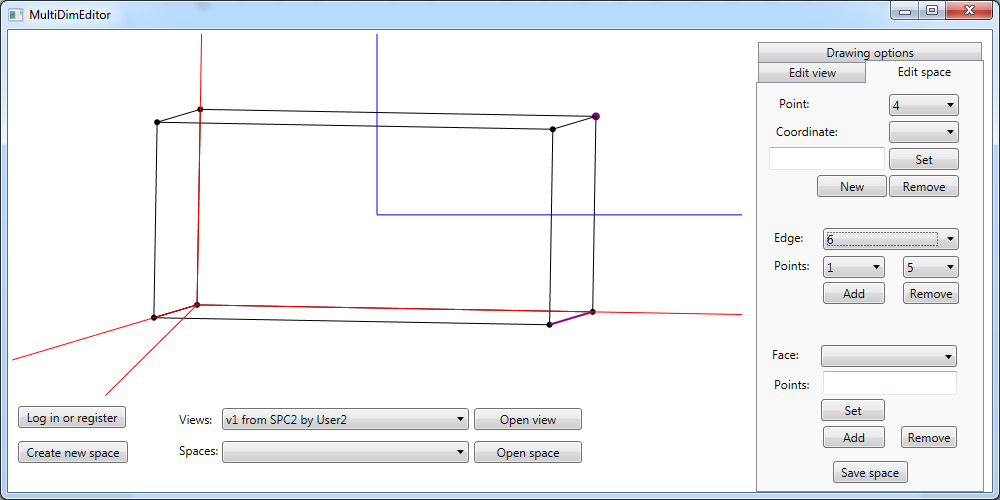 MultiDimEditor
Drawing options
Edit view Edit space
Point: 4
Coordinate:
Set
New Remove
Edge: 6
Points: 1 5
Add Remove
Face:
Points:
Set
Add Remove
Save space
Log in or register Views: v1 from SPC2 by User2 Open view
Create new space Spaces: Open space